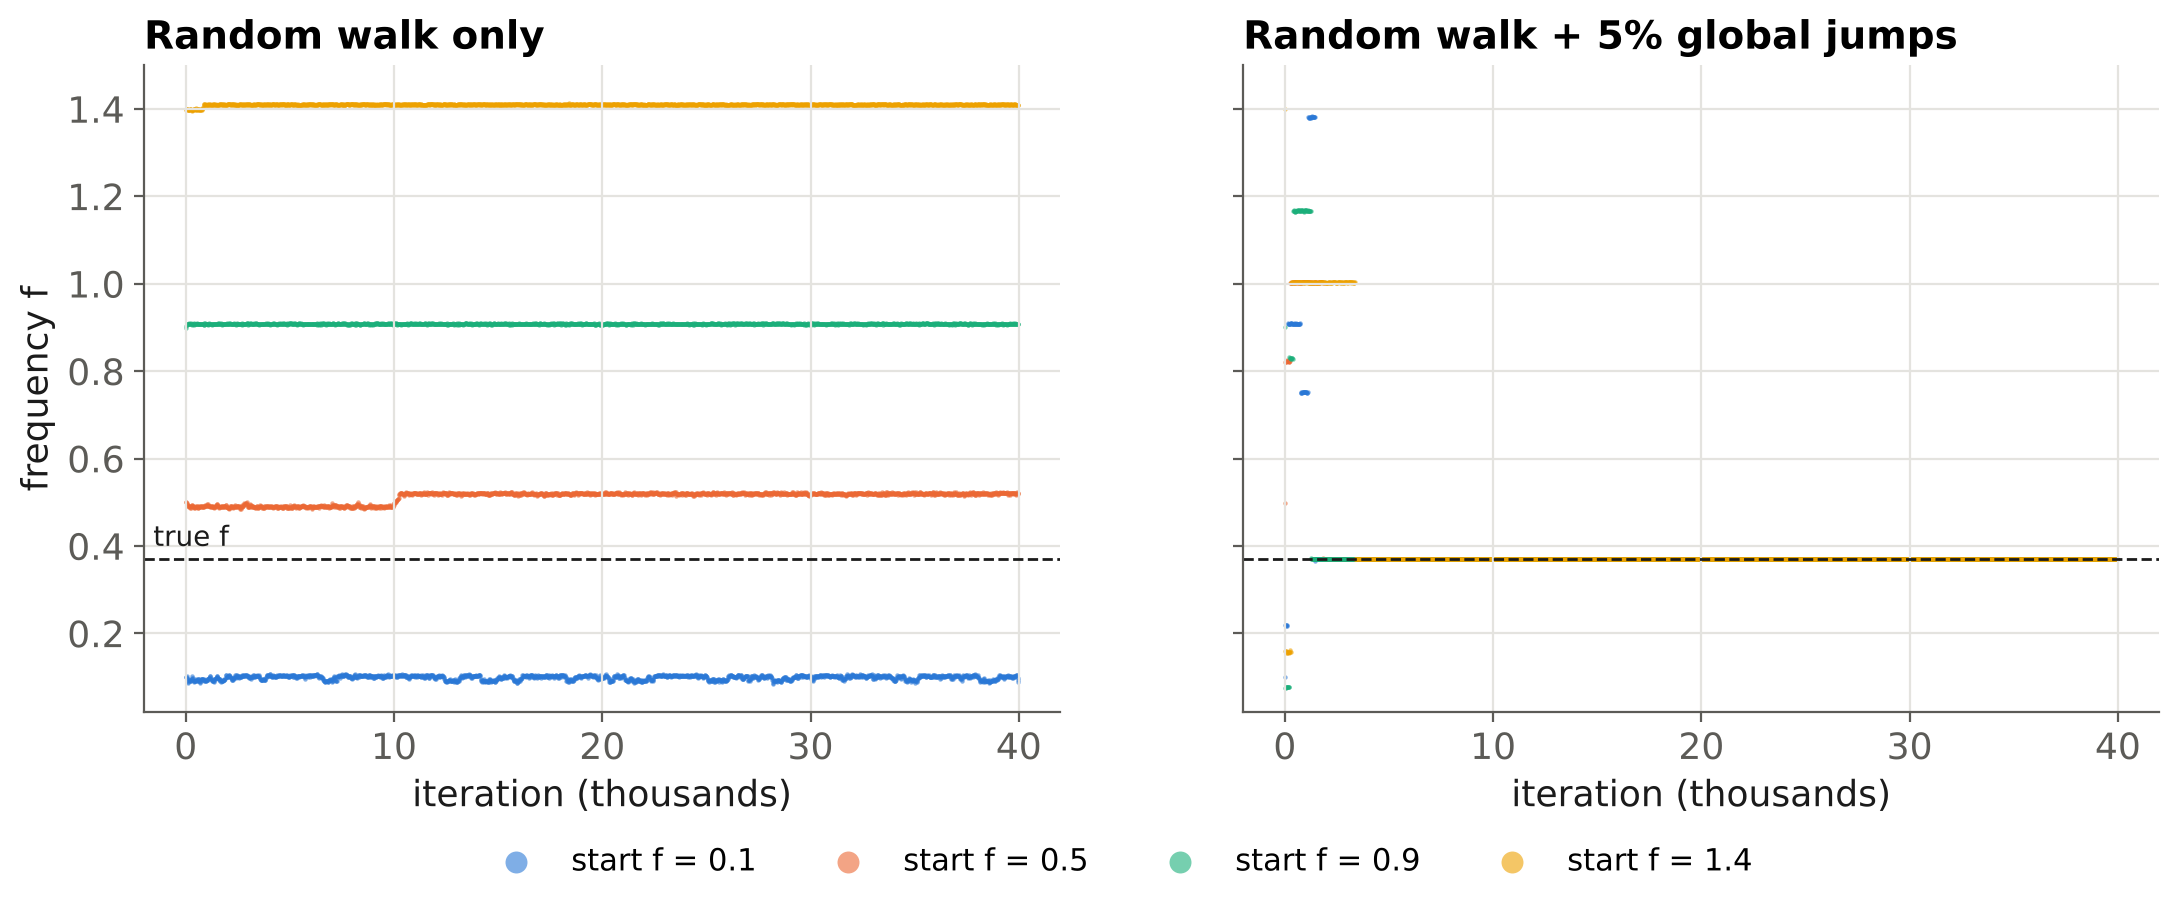 Random walk only
Random walk + 5% global jumps
frequency f
1.4
1.2
1.0
0.8
0.6
0.4
0.2
true f
0 10 20 30 40
0 10 20 30 40
iteration (thousands)
iteration (thousands)
start f = 0.1
start f = 0.5
start f = 0.9
start f = 1.4